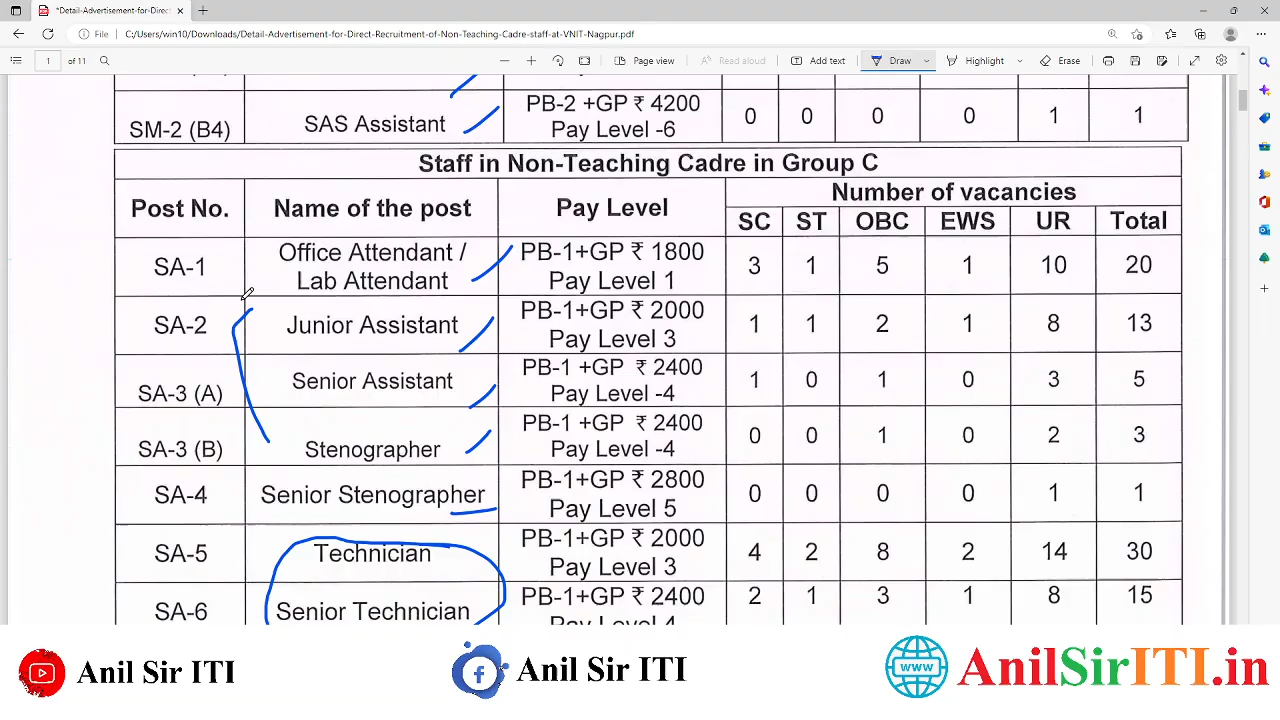 *Detail-Advertisement-for-Direct
File
C:/Users/win10/Downloads/Detail-Advertisement-for-Direct-Recruitment-of-Non-Teaching-Cadre-staff-at-VNIT-Nagpur.pdf
1 of 11
Page view
Read aloud
Add text
Draw
Highlight
Erase
SM-2 (B4) SAS Assistant PB-2 +GP ₹ 4200 Pay Level -6 0 0 0 0 1 1
Staff in Non-Teaching Cadre in Group C
Post No. Name of the post Pay Level Number of vacancies
SC ST OBC EWS UR Total
SA-1 Office Attendant / Lab Attendant PB-1+GP ₹ 1800 Pay Level 1 3 1 5 1 10 20
SA-2 Junior Assistant PB-1+GP ₹ 2000 Pay Level 3 1 1 2 1 8 13
SA-3 (A) Senior Assistant PB-1 +GP ₹ 2400 Pay Level -4 1 0 1 0 3 5
SA-3 (B) Stenographer PB-1 +GP ₹ 2400 Pay Level -4 0 0 1 0 2 3
SA-4 Senior Stenographer PB-1+GP ₹ 2800 Pay Level 5 0 0 0 0 1 1
SA-5 Technician PB-1+GP ₹ 2000 Pay Level 3 4 2 8 2 14 30
SA-6 Senior Technician PB-1+GP ₹ 2400 2 1 3 1 8 15
Anil Sir ITI
Anil Sir ITI
www
AnilSirITI.in